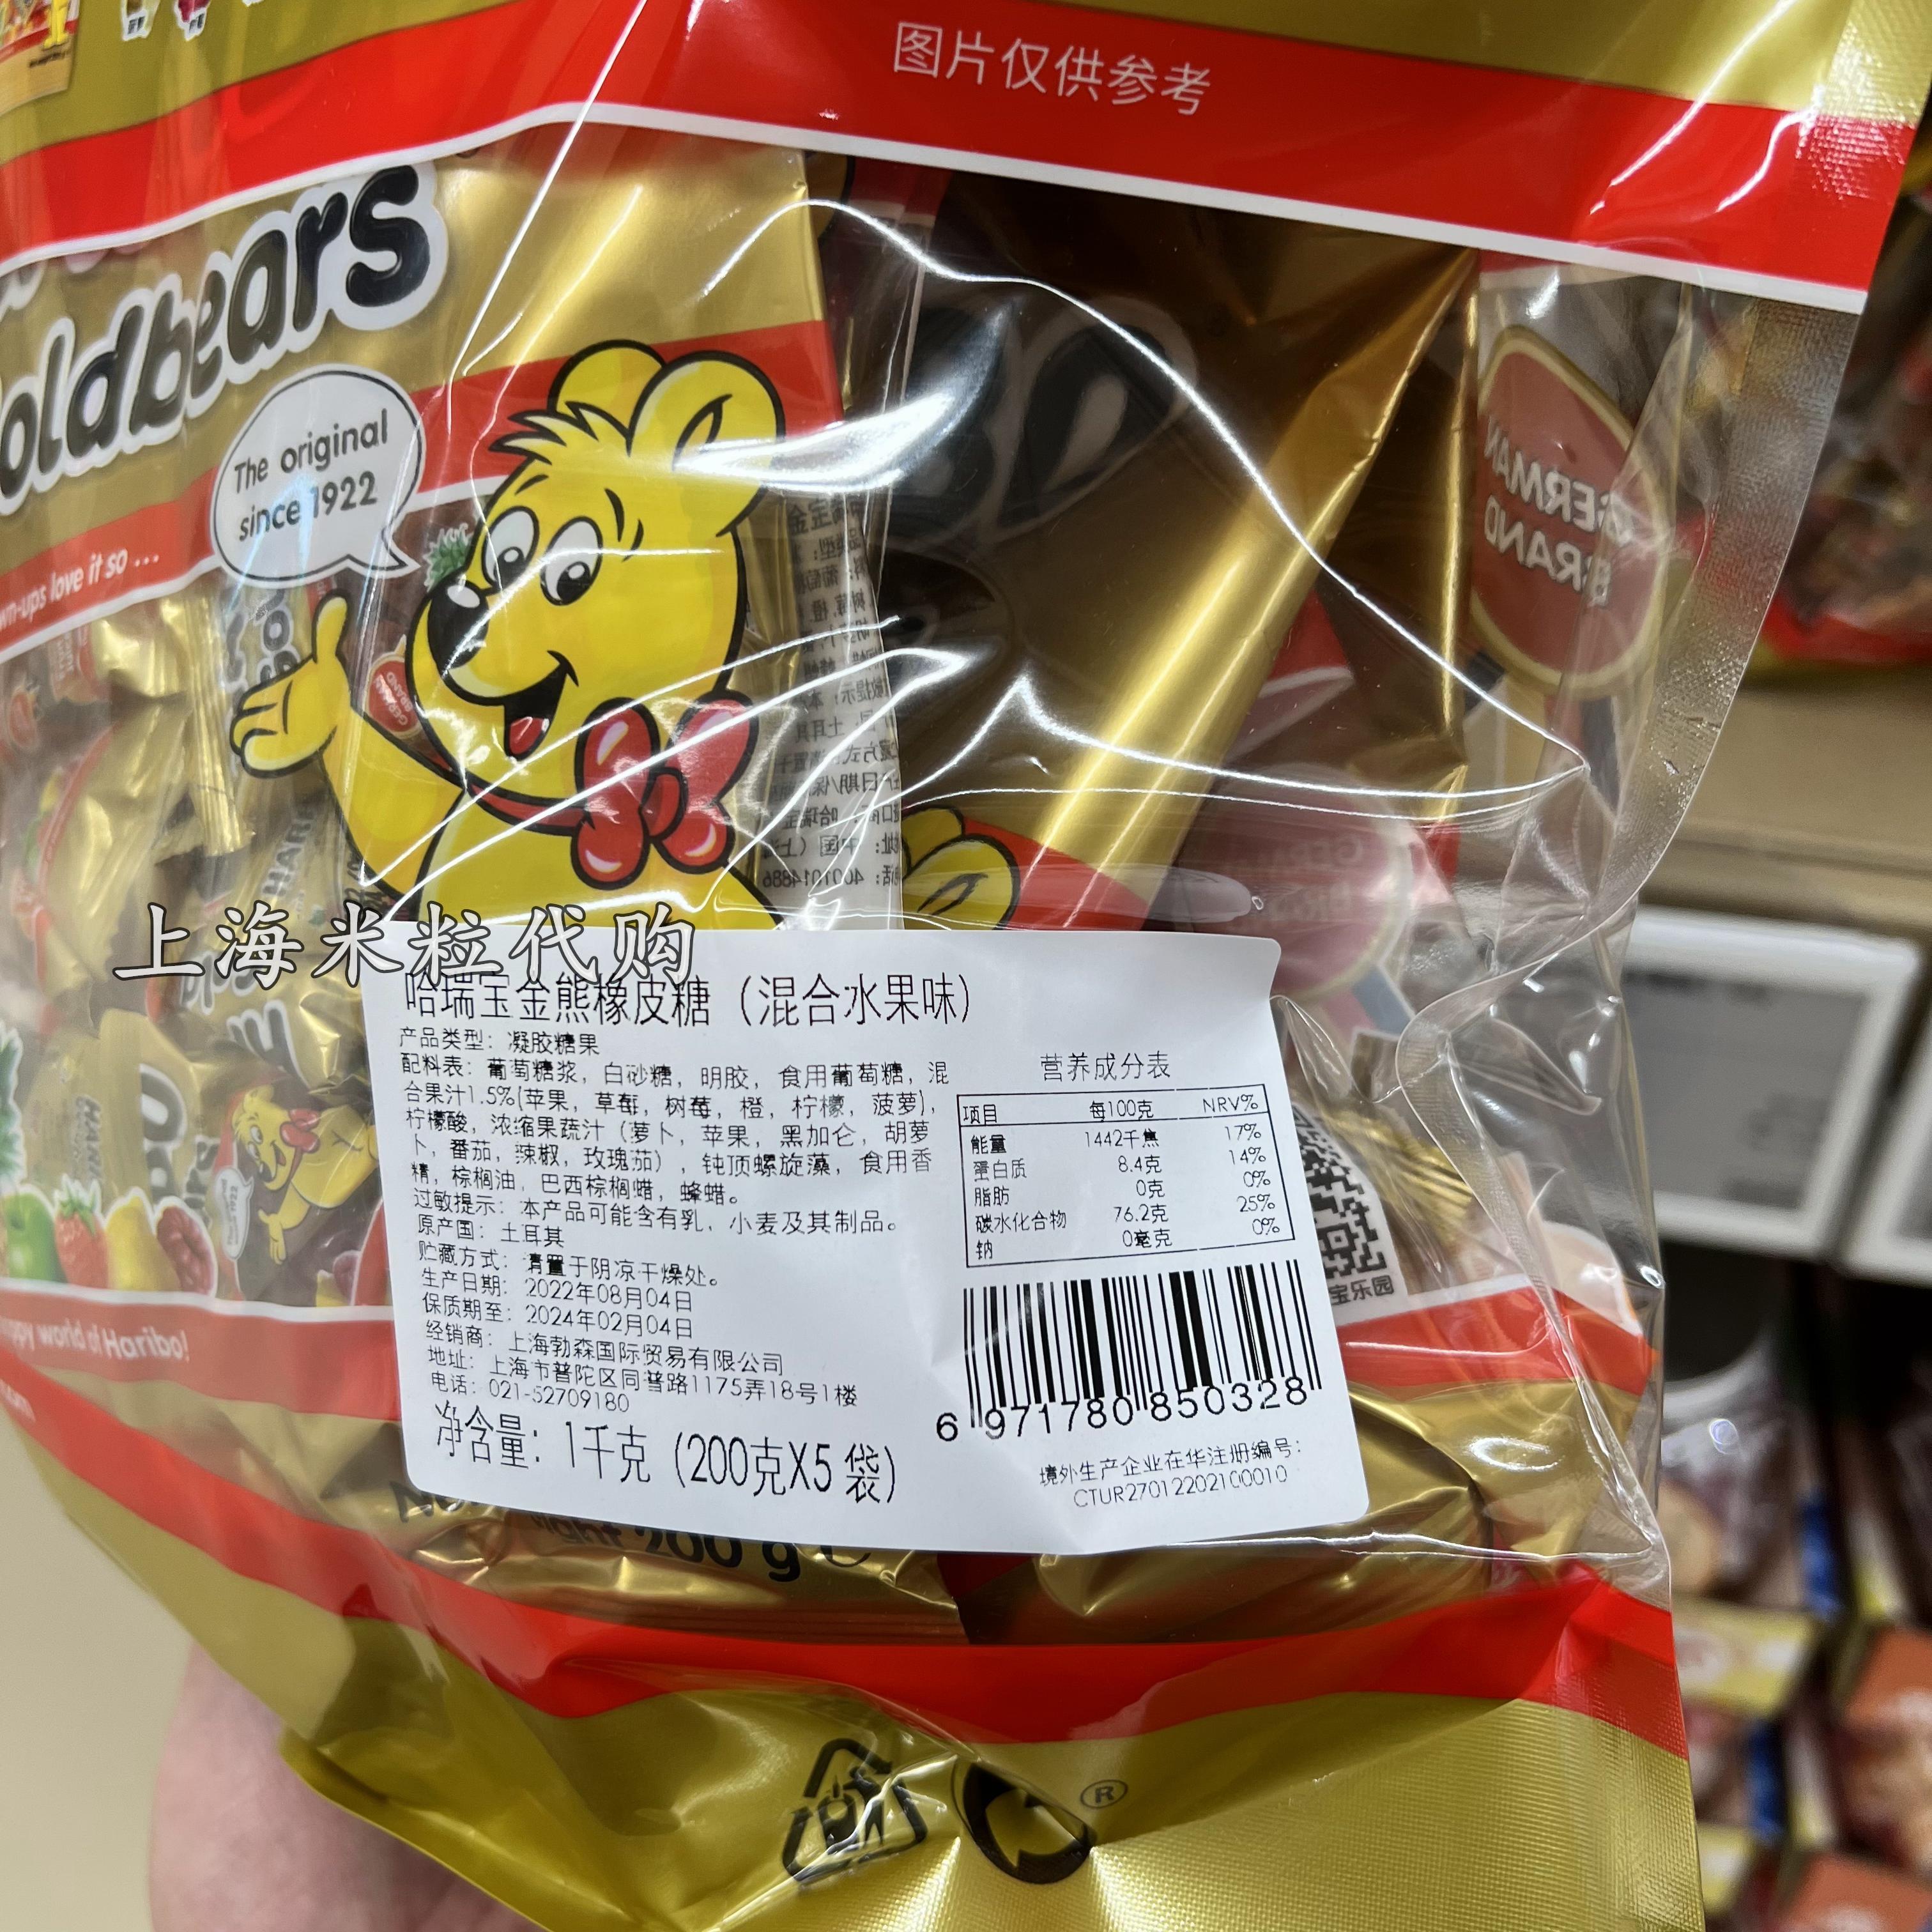 图片仅供参考
oldbears
The original
since 1922
wn-ups love it so ...
GERMAN
BRAND
上海米粒代购
哈瑞宝金熊橡皮糖（混合水果味）
产品类型：凝胶糖果
配料表：葡萄糖浆，白砂糖，明胶，食用葡萄糖，混
合果汁1.5%(苹果，草莓，树莓，橙，柠檬，菠萝)，
柠檬酸，浓缩果蔬汁（萝卜，苹果，黑加仑，胡萝
卜，番茄，辣椒，玫瑰茄），钝顶螺旋藻，食用香
精，棕榈油，巴西棕榈蜡，蜂蜡。
过敏提示：本产品可能含有乳，小麦及其制品。
原产国：土耳其
贮藏方式：请置于阴凉干燥处。
生产日期：2022年08月04日
保质期至：2024年02月04日
经销商：上海勃森国际贸易有限公司
地址：上海市普陀区同普路1175弄18号1楼
电话：021-52709180
净含量：1千克（200克X5 袋）
营养成分表
项目 每100克 NRV%
能量 1442千焦 17%
蛋白质 8.4克 14%
脂肪 0克 0%
碳水化合物 76.2克 25%
钠 0毫克 0%
6 971780 850328
境外生产企业在华注册编号：
CTUR27012202100010
宝乐园
ppy world of Haribo!
200 g e
®